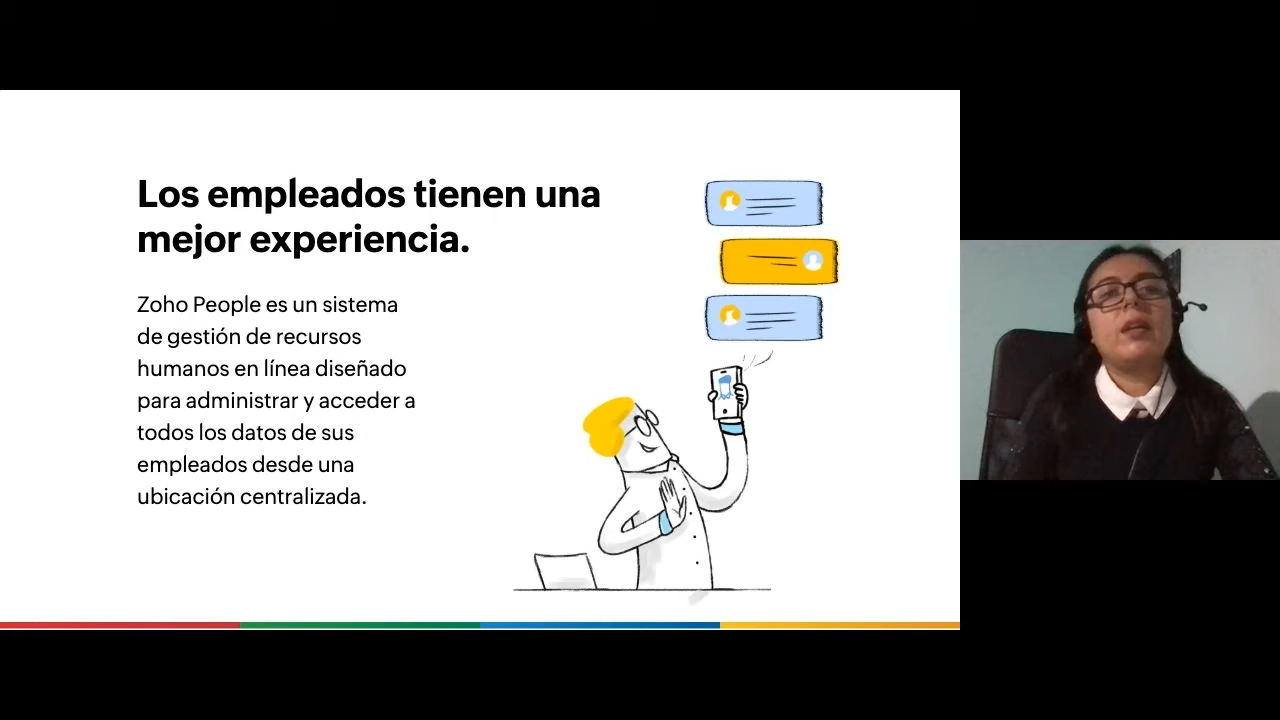 Los empleados tienen una
mejor experiencia.
Zoho People es un sistema
de gestión de recursos
humanos en línea diseñado
para administrar y acceder a
todos los datos de sus
empleados desde una
ubicación centralizada.